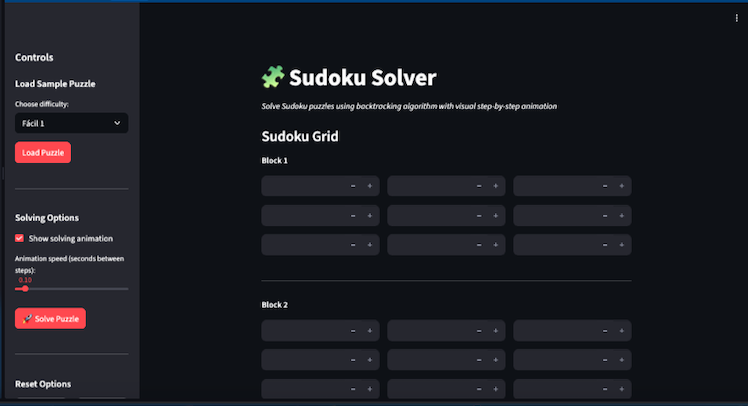 Controls
Load Sample Puzzle
Choose difficulty:
Fácil 1
Load Puzzle
Solving Options
Show solving animation
Animation speed (seconds between
steps):
0.10
🚀 Solve Puzzle
Reset Options
🧩 Sudoku Solver
Solve Sudoku puzzles using backtracking algorithm with visual step-by-step animation
Sudoku Grid
Block 1
− + − + − +
− + − + − +
− + − + − +
Block 2
− + − + − +
− + − + − +
− + − + − +